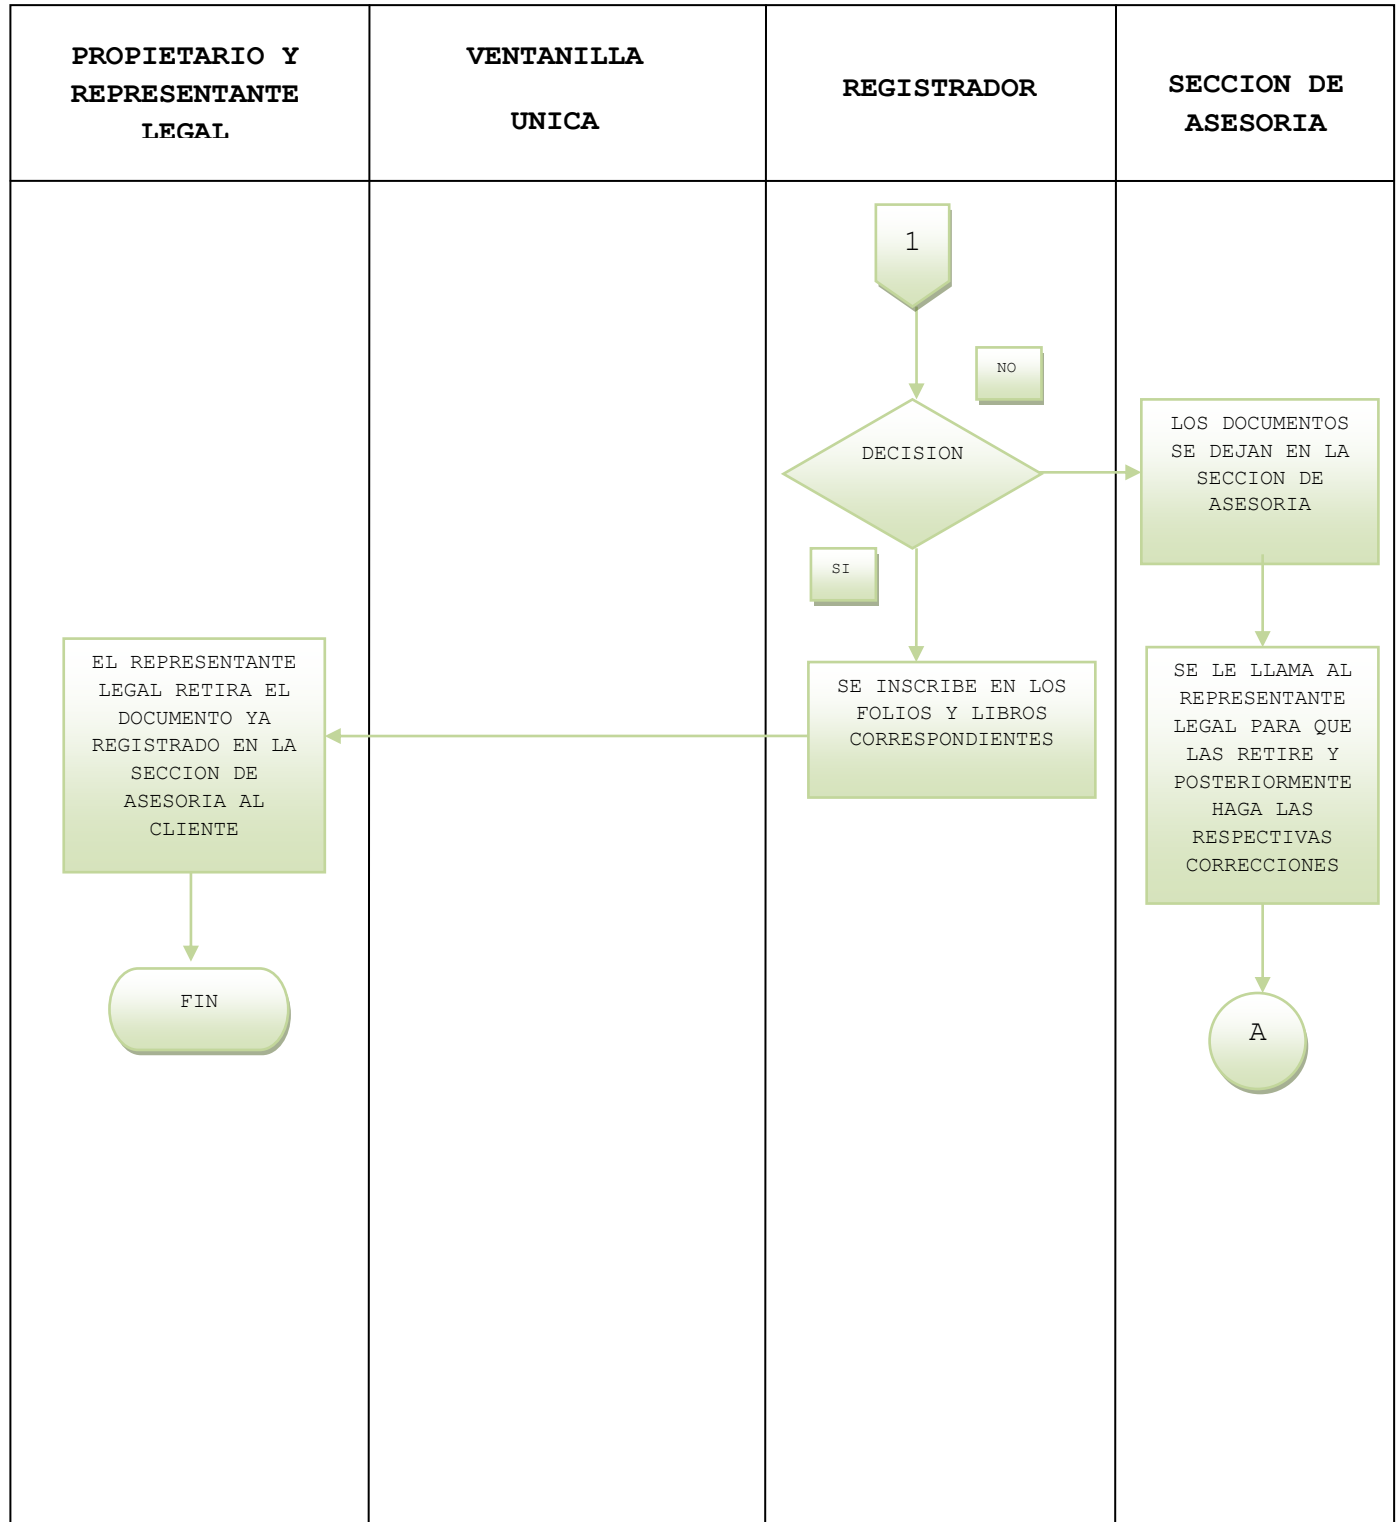 PROPIETARIO Y
REPRESENTANTE
LEGAL
VENTANILLA
UNICA
REGISTRADOR
SECCION DE
ASESORIA
1
NO
DECISION
LOS DOCUMENTOS
SE DEJAN EN LA
SECCION DE
ASESORIA
SI
EL REPRESENTANTE
LEGAL RETIRA EL
DOCUMENTO YA
REGISTRADO EN LA
SECCION DE
ASESORIA AL
CLIENTE
SE INSCRIBE EN LOS
FOLIOS Y LIBROS
CORRESPONDIENTES
SE LE LLAMA AL
REPRESENTANTE
LEGAL PARA QUE
LAS RETIRE Y
POSTERIORMENTE
HAGA LAS
RESPECTIVAS
CORRECCIONES
FIN
A